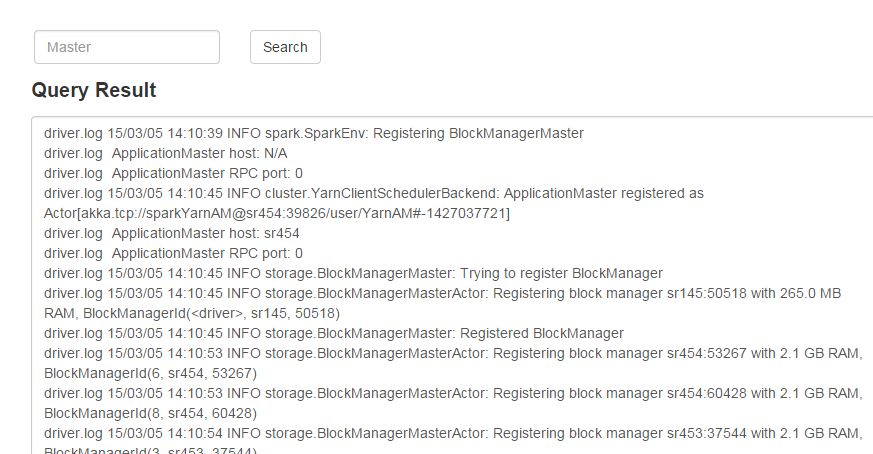 Master
Search
Query Result
driver.log 15/03/05 14:10:39 INFO spark.SparkEnv: Registering BlockManagerMaster
driver.log  ApplicationMaster host: N/A
driver.log  ApplicationMaster RPC port: 0
driver.log 15/03/05 14:10:45 INFO cluster.YarnClientSchedulerBackend: ApplicationMaster registered as
Actor[akka.tcp://sparkYarnAM@sr454:39826/user/YarnAM#-1427037721]
driver.log  ApplicationMaster host: sr454
driver.log  ApplicationMaster RPC port: 0
driver.log 15/03/05 14:10:45 INFO storage.BlockManagerMaster: Trying to register BlockManager
driver.log 15/03/05 14:10:45 INFO storage.BlockManagerMasterActor: Registering block manager sr145:50518 with 265.0 MB
RAM, BlockManagerId(<driver>, sr145, 50518)
driver.log 15/03/05 14:10:45 INFO storage.BlockManagerMaster: Registered BlockManager
driver.log 15/03/05 14:10:53 INFO storage.BlockManagerMasterActor: Registering block manager sr454:53267 with 2.1 GB RAM,
BlockManagerId(6, sr454, 53267)
driver.log 15/03/05 14:10:53 INFO storage.BlockManagerMasterActor: Registering block manager sr454:60428 with 2.1 GB RAM,
BlockManagerId(8, sr454, 60428)
driver.log 15/03/05 14:10:54 INFO storage.BlockManagerMasterActor: Registering block manager sr453:37544 with 2.1 GB RAM,
BlockManagerId(3, sr453, 37544)